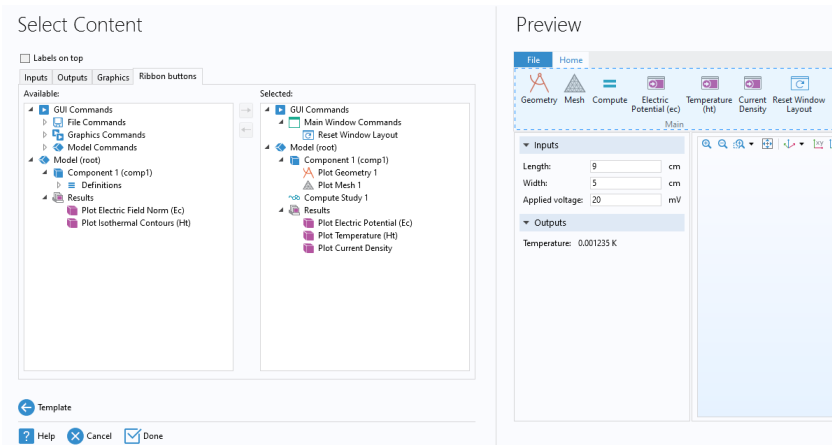 Select Content
Labels on top
Inputs Outputs Graphics Ribbon buttons
Available:
GUI Commands
File Commands
Graphics Commands
Model Commands
Model (root)
Component 1 (comp1)
Definitions
Results
Plot Electric Field Norm (Ec)
Plot Isothermal Contours (Ht)
Selected:
GUI Commands
Main Window Commands
Reset Window Layout
Model (root)
Component 1 (comp1)
Plot Geometry 1
Plot Mesh 1
Compute Study 1
Results
Plot Electric Potential (Ec)
Plot Temperature (Ht)
Plot Current Density
Template
Help Cancel Done
Preview
File Home
Geometry Mesh Compute Electric Temperature Current Reset Window
Potential (ec) (ht) Density Layout
Main
Inputs
Length: 9 cm
Width: 5 cm
Applied voltage: 20 mV
Outputs
Temperature: 0.001235 K